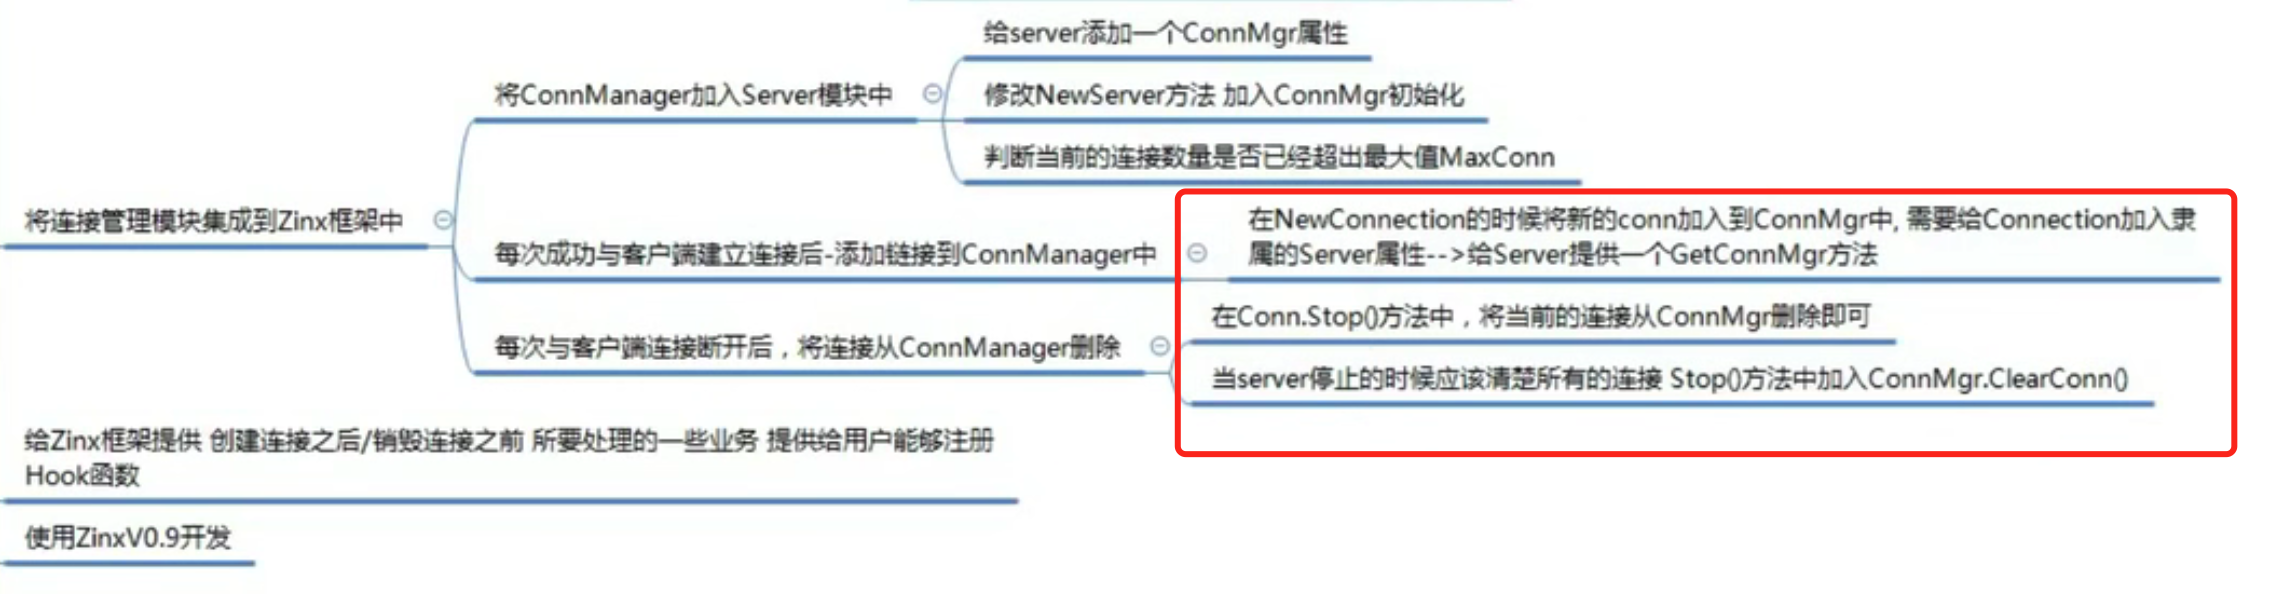 给server添加一个ConnMgr属性
将ConnManager加入Server模块中
修改NewServer方法 加入ConnMgr初始化
判断当前的连接数量是否已经超出最大值MaxConn
将连接管理模块集成到Zinx框架中
每次成功与客户端建立连接后-添加链接到ConnManager中
在NewConnection的时候将新的conn加入到ConnMgr中, 需要给Connection加入隶
属的Server属性-->给Server提供一个GetConnMgr方法
每次与客户端连接断开后，将连接从ConnManager删除
在Conn.Stop()方法中，将当前的连接从ConnMgr删除即可
当server停止的时候应该清楚所有的连接 Stop()方法中加入ConnMgr.ClearConn()
给Zinx框架提供 创建连接之后/销毁连接之前 所要处理的一些业务 提供给用户能够注册
Hook函数
使用ZinxV0.9开发